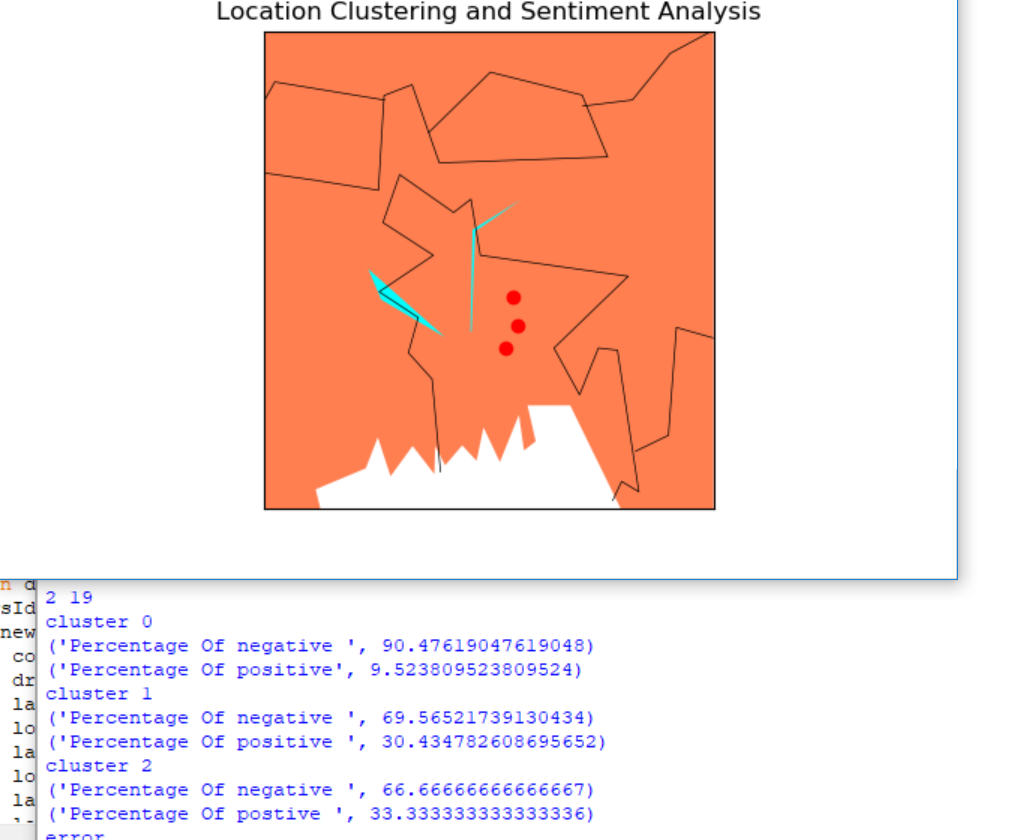 Location Clustering and Sentiment Analysis
n d
2 19
sId
cluster 0
new
('Percentage Of negative ', 90.47619047619048)
co
('Percentage Of positive', 9.523809523809524)
dr
cluster 1
la
('Percentage Of negative ', 69.56521739130434)
lo
('Percentage Of positive ', 30.434782608695652)
la
cluster 2
lo
('Percentage Of negative ', 66.66666666666667)
la
('Percentage Of postive ', 33.333333333333336)
error